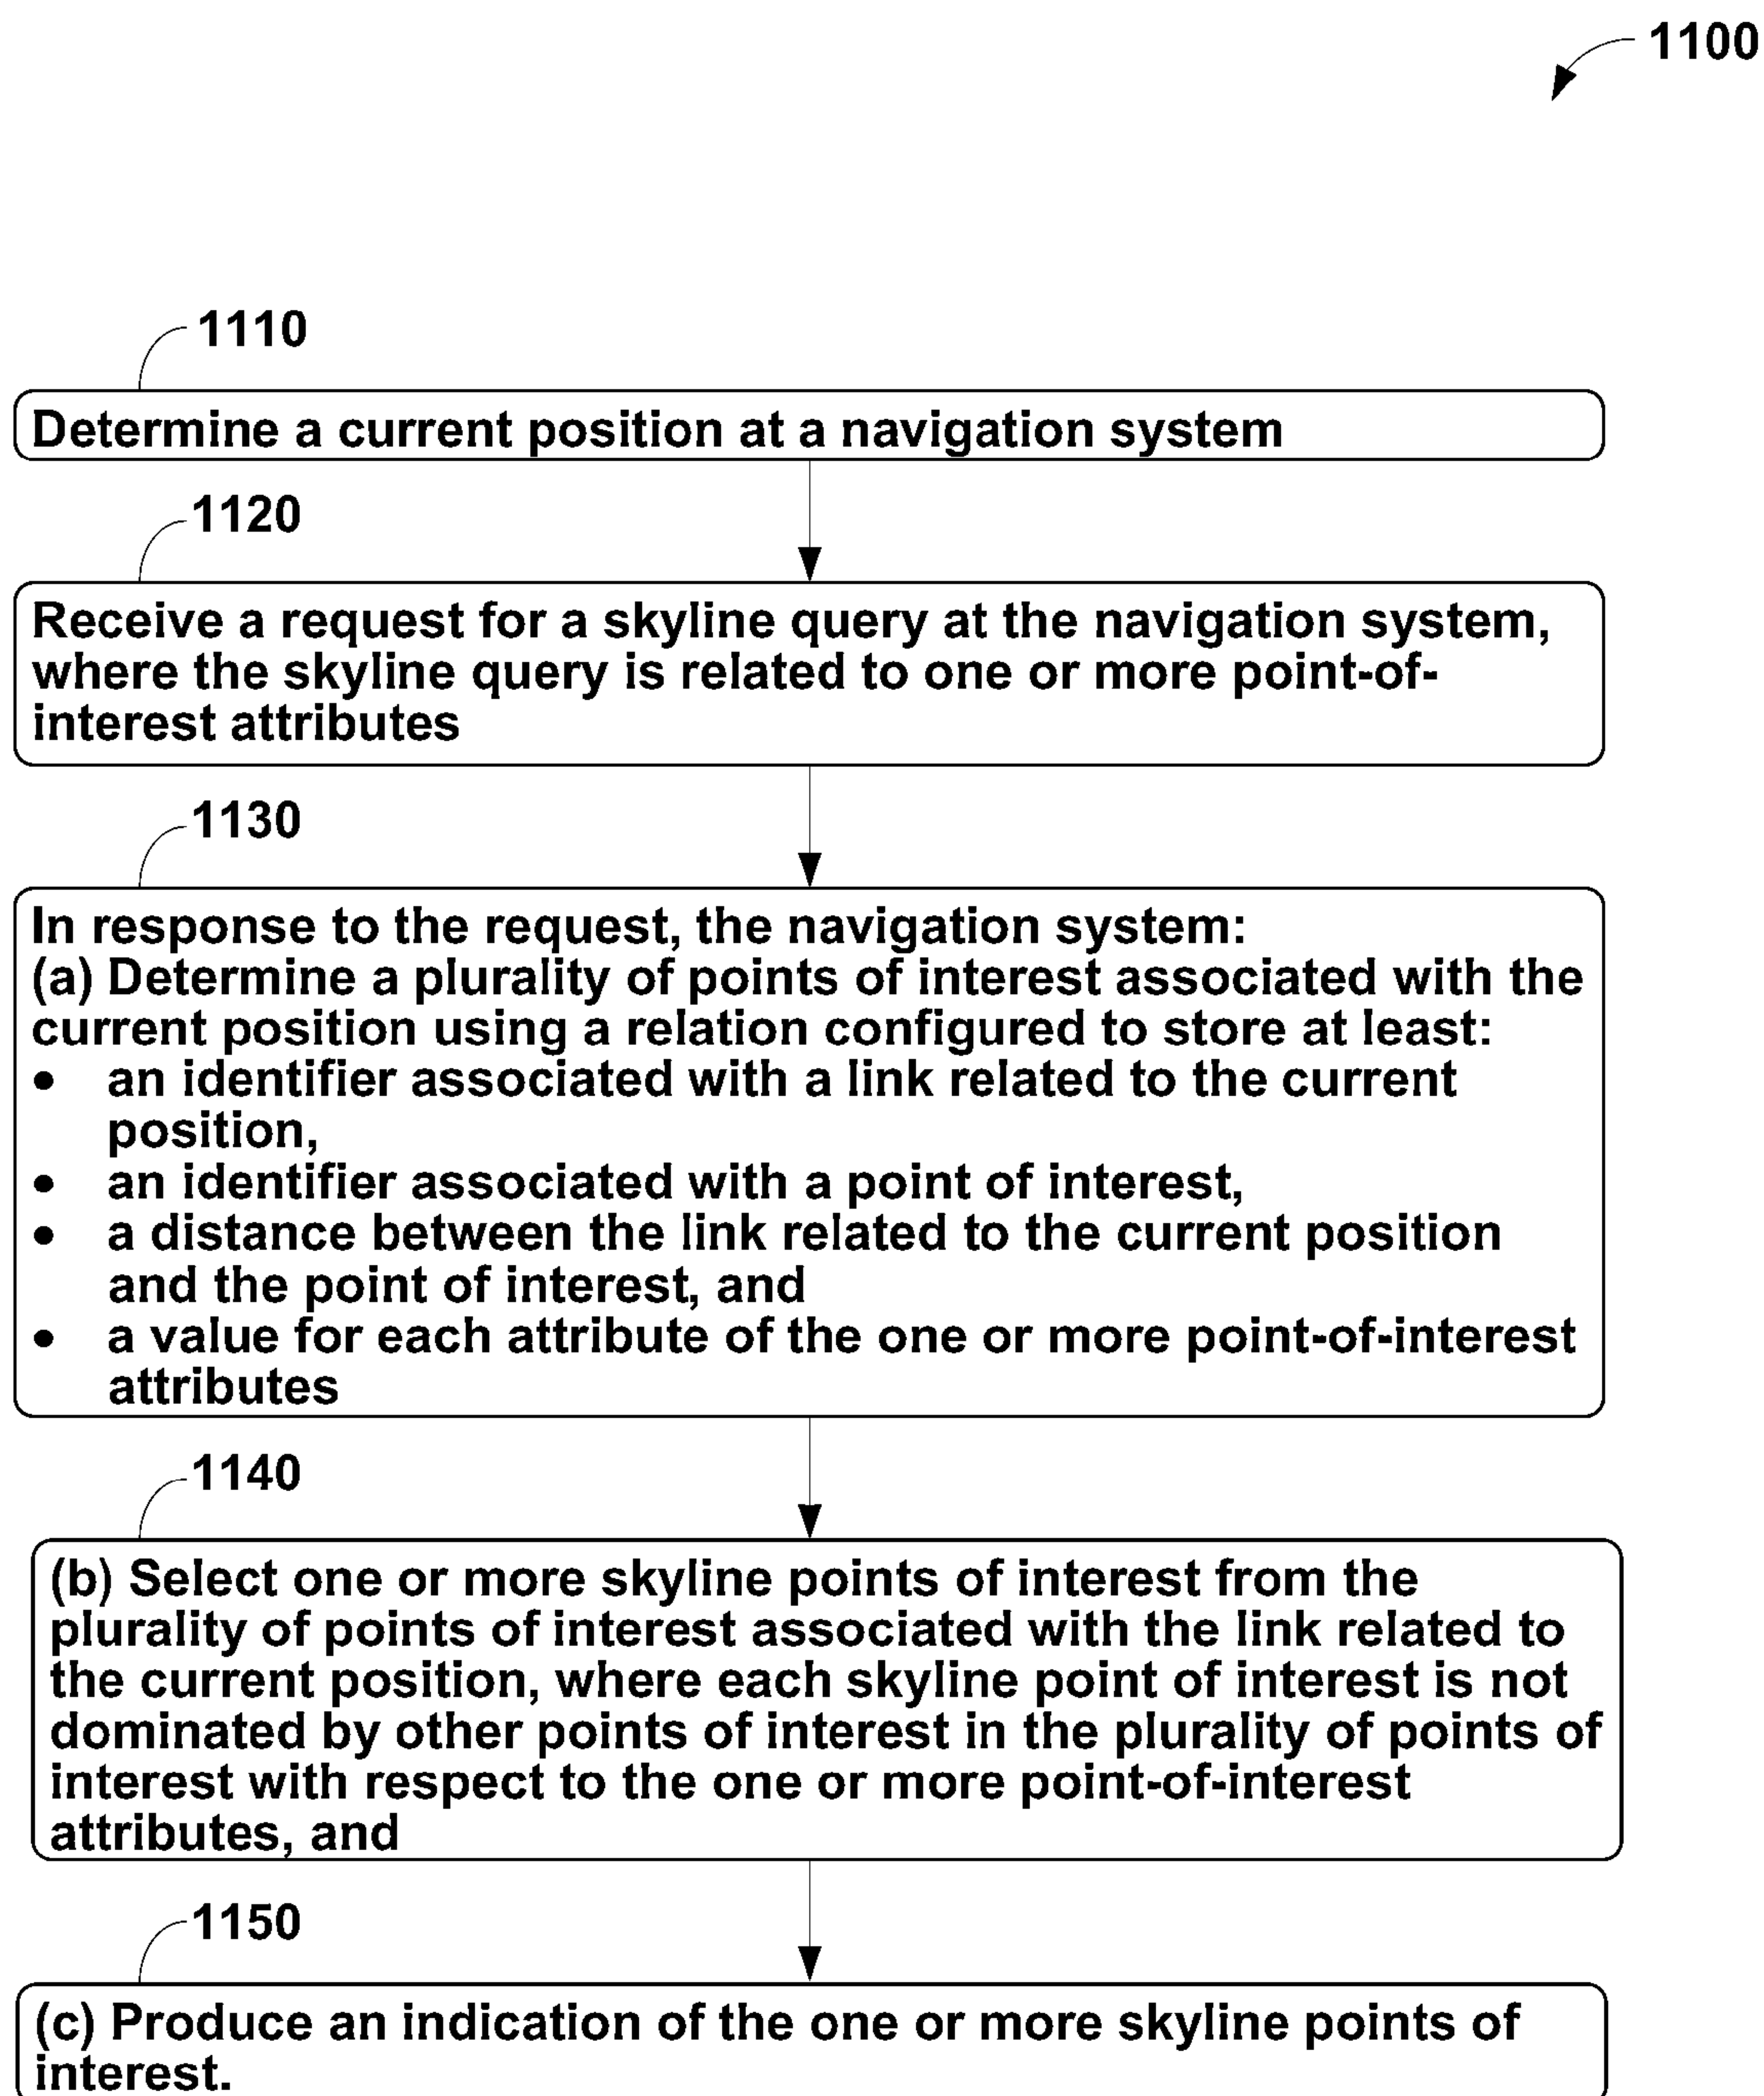 1100
1110
Determine a current position at a navigation system
1120
Receive a request for a skyline query at the navigation system,
where the skyline query is related to one or more point-of-
interest attributes
1130
In response to the request, the navigation system:
(a) Determine a plurality of points of interest associated with the
current position using a relation configured to store at least:
• an identifier associated with a link related to the current
position,
• an identifier associated with a point of interest,
• a distance between the link related to the current position
and the point of interest, and
• a value for each attribute of the one or more point-of-interest
attributes
1140
(b) Select one or more skyline points of interest from the
plurality of points of interest associated with the link related to
the current position, where each skyline point of interest is not
dominated by other points of interest in the plurality of points of
interest with respect to the one or more point-of-interest
attributes, and
1150
(c) Produce an indication of the one or more skyline points of
interest.